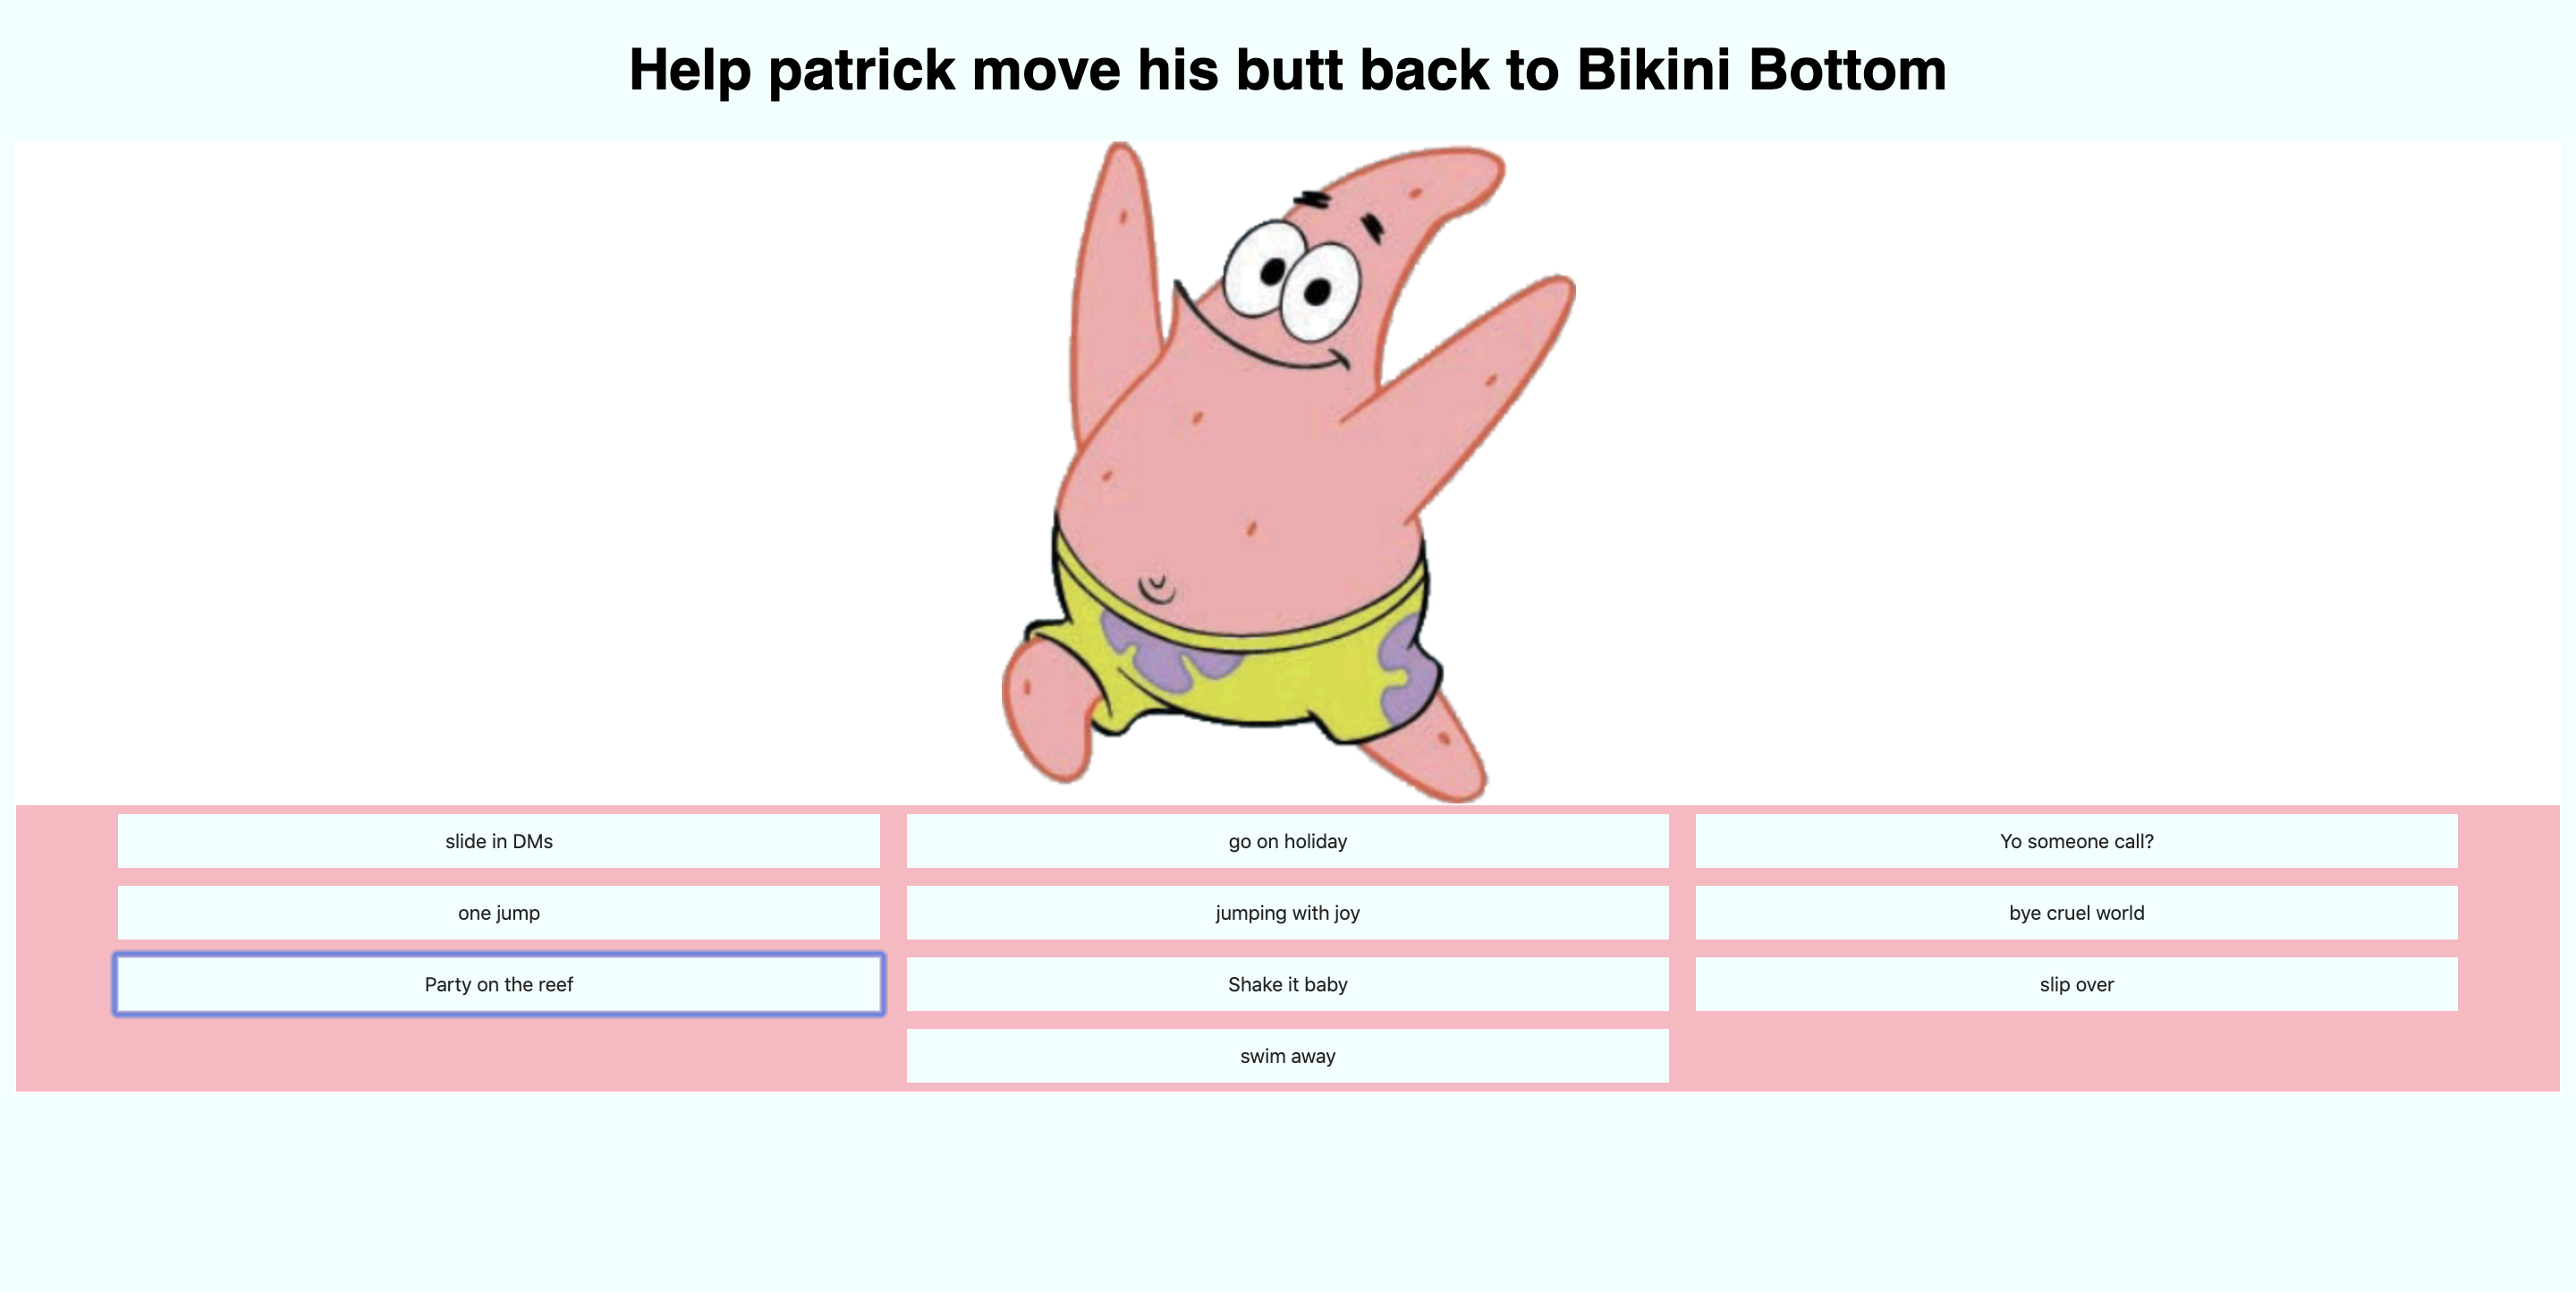 Help patrick move his butt back to Bikini Bottom
slide in DMs
go on holiday
Yo someone call?
one jump
jumping with joy
bye cruel world
Party on the reef
Shake it baby
slip over
swim away